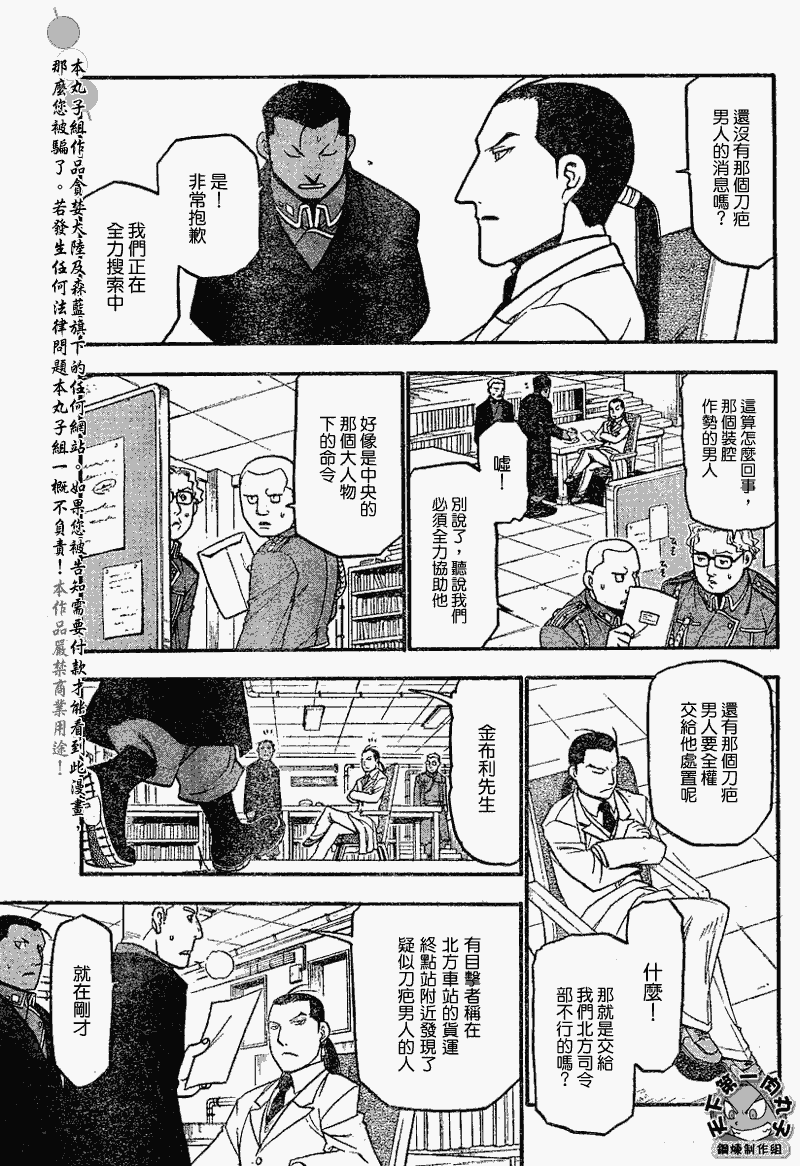 還沒有那個刀疤
男人的消息嗎?
是!
非常抱歉
我們正在
全力搜索中
這算怎麼回事,
那個裝腔
作勢的男人
噓!
別說了,聽說我們
必須全力協助他
好像是中央的
那個大人物
下的命令
還有那個刀疤
男人要全權
交給他處置呢
什麼!
那就是交給
我們北方司令
部不行的嗎?
金布利先生
有目擊者稱在
北方車站的貨運
終點站附近發現了
疑似刀疤男人的人
就在剛才
本丸子組作品貪婪大陸及森藍旗下的任何網站。如果您被告知需要付款才能看到此漫畫,
那麼您被騙了。若發生任何法律問題本丸子組一概不負責!本作品嚴禁商業用途!
天下第一肉丸子
鋼煉制作組